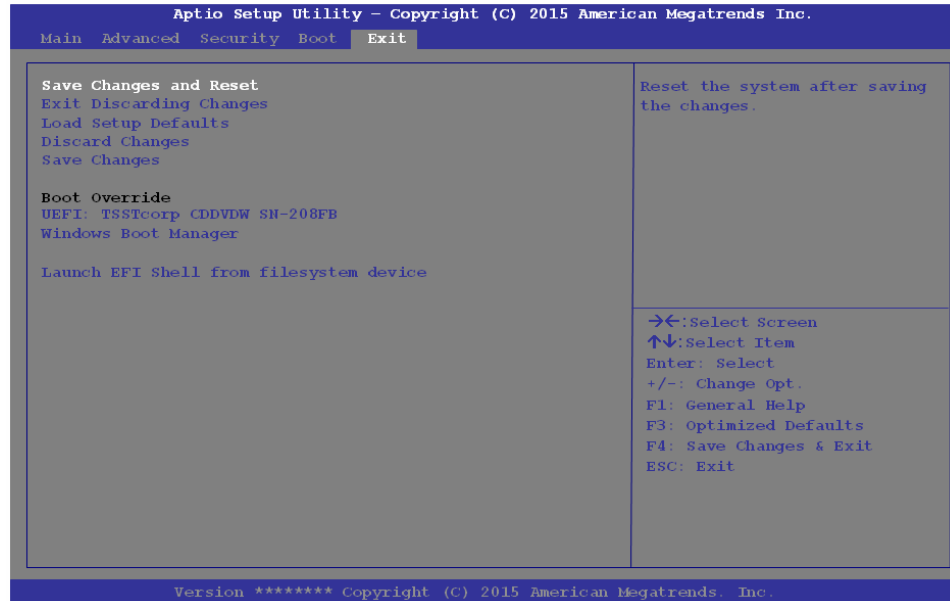 Aptio Setup Utility – Copyright (C) 2015 American Megatrends Inc.
Main Advanced Security Boot Exit
Save Changes and Reset
Exit Discarding Changes
Load Setup Defaults
Discard Changes
Save Changes
Boot Override
UEFI: TSSTcorp CDDVDW SN-208FB
Windows Boot Manager
Launch EFI Shell from filesystem device
Reset the system after saving
the changes.
→←:Select Screen
↑↓:Select Item
Enter: Select
+/-: Change Opt.
F1: General Help
F3: Optimized Defaults
F4: Save Changes & Exit
ESC: Exit
Version ******** Copyright (C) 2015 American Megatrends. Inc.